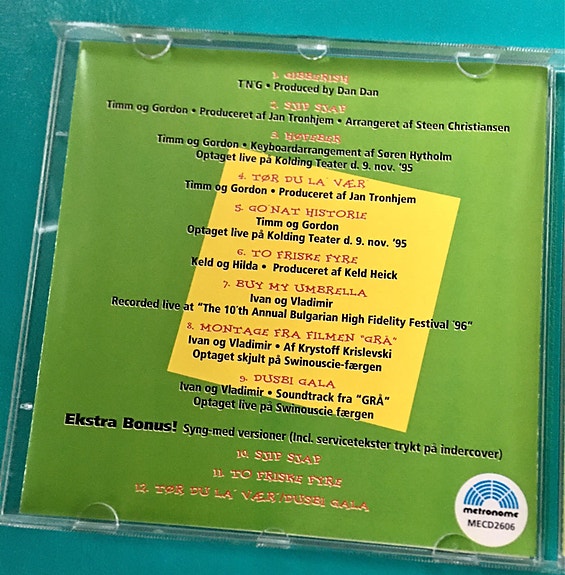 1. GIBBERISH
T'N'G • Produced by Dan Dan
2. SJIP SJAP
Timm og Gordon • Produceret af Jan Tronhjem • Arrangeret af Steen Christiansen
3. HØVEBER
Timm og Gordon • Keyboardarrangement af Søren Hytholm
Optaget live på Kolding Teater d. 9. nov. '95
4. TØR DU LA' VÆR
Timm og Gordon • Produceret af Jan Tronhjem
5. GO'NAT HISTORIE
Timm og Gordon
Optaget live på Kolding Teater d. 9. nov. '95
6. TO FRISKE FYRE
Keld og Hilda • Produceret af Keld Heick
7. BUY MY UMBRELLA
Ivan og Vladimir
Recorded live at "The 10'th Annual Bulgarian High Fidelity Festival '96"
8. MONTAGE FRA FILMEN "GRÅ"
Ivan og Vladimir • Af Krystoff Krislevski
Optaget skjult på Swinouscie-færgen
9. DUSBI GALA
Ivan og Vladimir • Soundtrack fra "GRÅ"
Optaget live på Swinouscie færgen
Ekstra Bonus! Syng-med versioner (Incl. servicetekster trykt på indercover)
10. SJIP SJAP
11. TO FRISKE FYRE
12. TØR DU LA' VÆR/DUSBI GALA
metronome
MECD2606